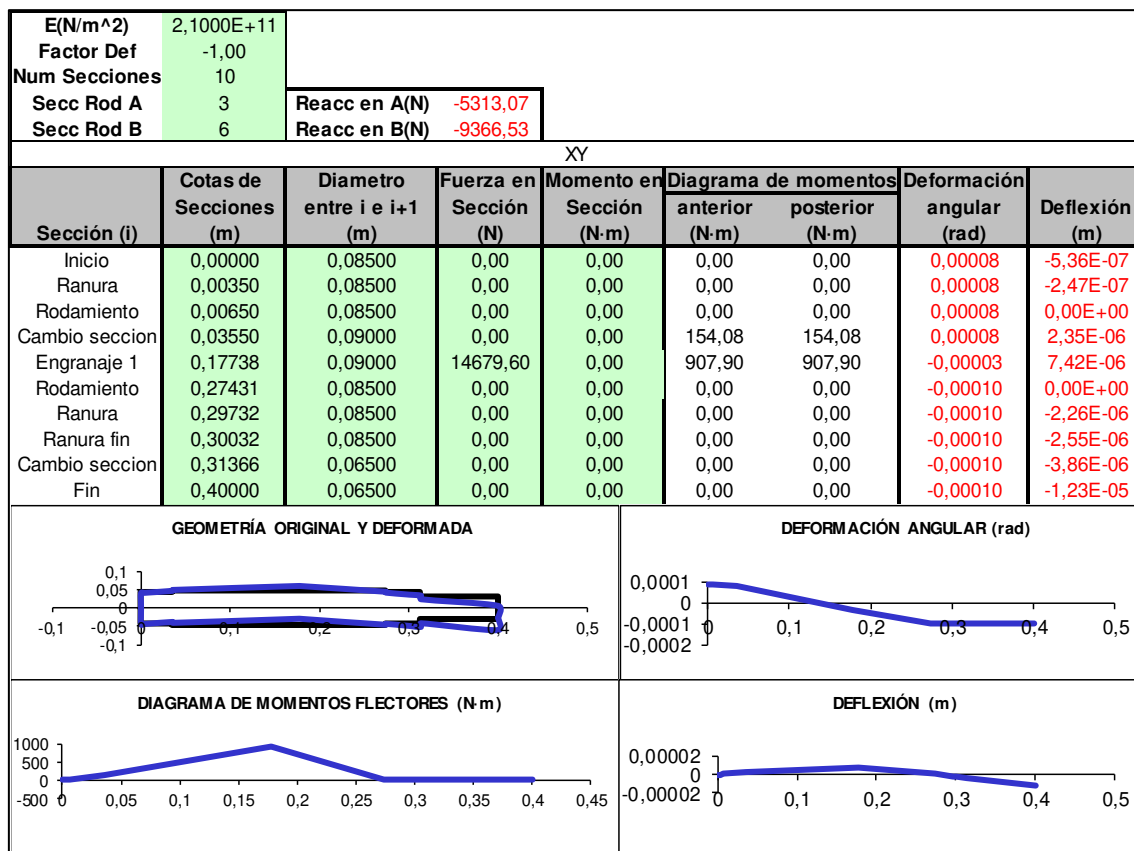 E(N/m^2) 2,1000E+11
Factor Def -1,00
Num Secciones 10
Secc Rod A 3 Reacc en A(N) -5313,07
Secc Rod B 6 Reacc en B(N) -9366,53
XY
Cotas de Diametro Fuerza en Momento en Diagrama de momentos Deformación
Secciones entre i e i+1 Sección Sección anterior posterior angular Deflexión
Sección (i) (m) (m) (N) (N·m) (N·m) (N·m) (rad) (m)
Inicio 0,00000 0,08500 0,00 0,00 0,00 0,00 0,00008 -5,36E-07
Ranura 0,00350 0,08500 0,00 0,00 0,00 0,00 0,00008 -2,47E-07
Rodamiento 0,00650 0,08500 0,00 0,00 0,00 0,00 0,00008 0,00E+00
Cambio seccion 0,03550 0,09000 0,00 0,00 154,08 154,08 0,00008 2,35E-06
Engranaje 1 0,17738 0,09000 14679,60 0,00 907,90 907,90 -0,00003 7,42E-06
Rodamiento 0,27431 0,08500 0,00 0,00 0,00 0,00 -0,00010 0,00E+00
Ranura 0,29732 0,08500 0,00 0,00 0,00 0,00 -0,00010 -2,26E-06
Ranura fin 0,30032 0,08500 0,00 0,00 0,00 0,00 -0,00010 -2,55E-06
Cambio seccion 0,31366 0,06500 0,00 0,00 0,00 0,00 -0,00010 -3,86E-06
Fin 0,40000 0,06500 0,00 0,00 0,00 0,00 -0,00010 -1,23E-05
GEOMETRÍA ORIGINAL Y DEFORMADA
0,1
0,05
0
-0,05
-0,1
-0,1 0 0,1 0,2 0,3 0,4 0,5
DEFORMACIÓN ANGULAR (rad)
0,0001
0
-0,0001
-0,0002
0 0,1 0,2 0,3 0,4 0,5
DIAGRAMA DE MOMENTOS FLECTORES (N·m)
1000
500
0
-500
0 0,05 0,1 0,15 0,2 0,25 0,3 0,35 0,4 0,45
DEFLEXIÓN (m)
0,00002
0
-0,00002
0 0,1 0,2 0,3 0,4 0,5